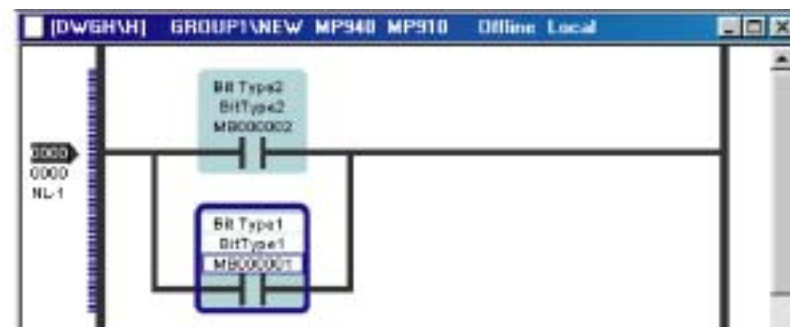 [DWGH\H] GROUP1\NEW MP940 MP910 Offline Local
Bit Type2
BitType2
MB000002
0000
0000
NL-1
Bit Type1
BitType1
MB000001